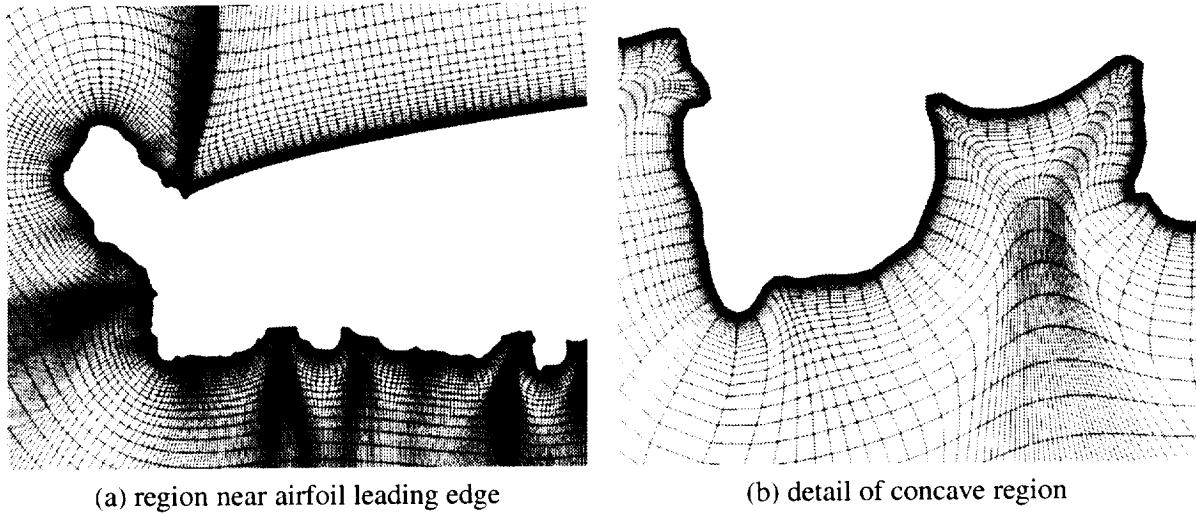 (a) region near airfoil leading edge
(b) detail of concave region